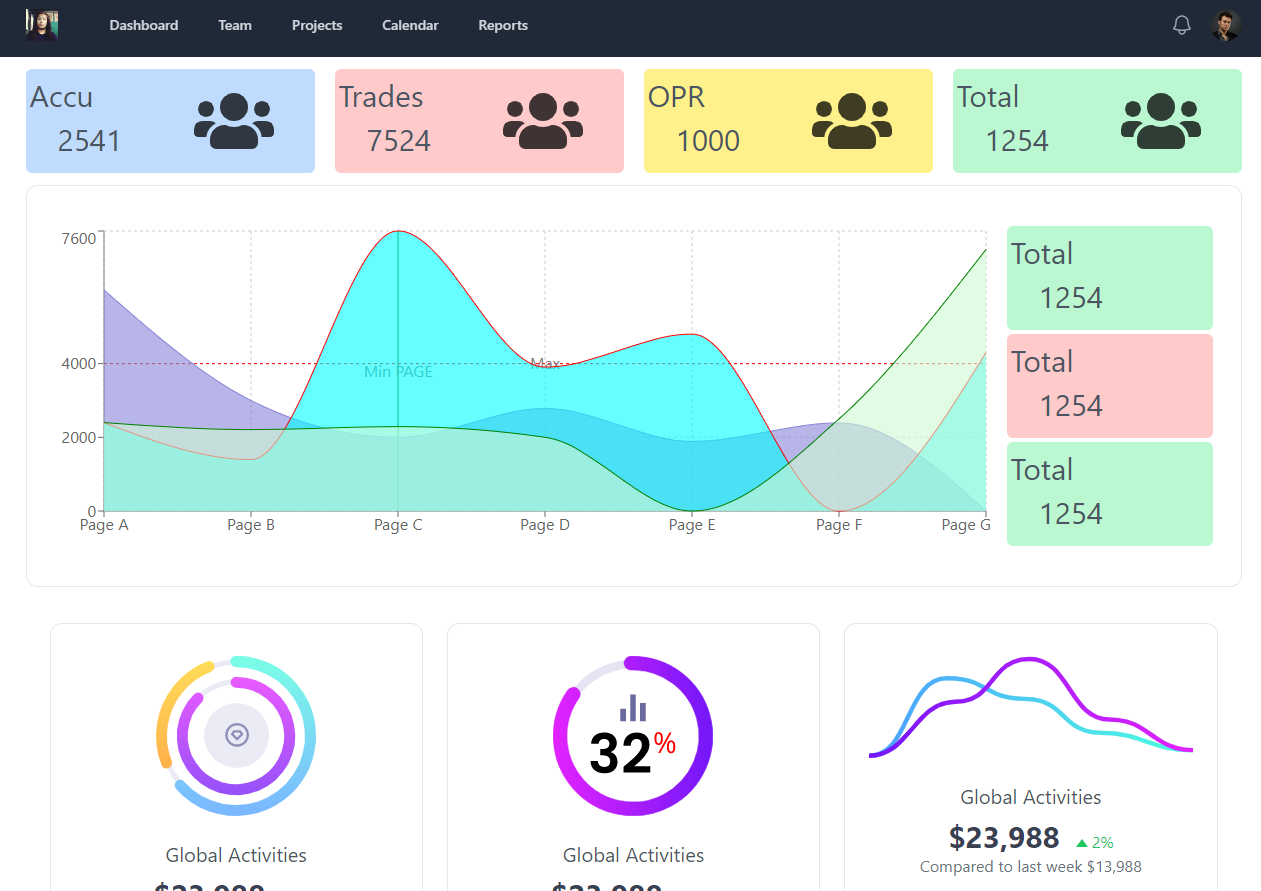 Dashboard Team Projects Calendar Reports
Accu Trades OPR Total
2541 7524 1000 1254
7600
Total
1254
4000
Max
Min PAGE
Total
1254
2000
Total
1254
0
Page A Page B Page C Page D Page E Page F Page G
32%
Global Activities
$23,988 2%
Compared to last week $13,988
Global Activities Global Activities